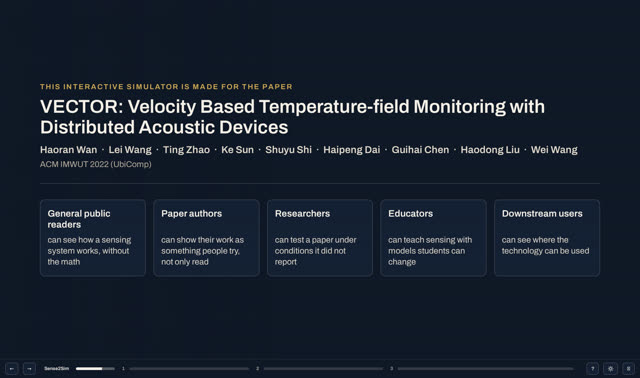 THIS INTERACTIVE SIMULATOR IS MADE FOR THE PAPER
VECTOR: Velocity Based Temperature-field Monitoring with
Distributed Acoustic Devices
Haoran Wan · Lei Wang · Ting Zhao · Ke Sun · Shuyu Shi · Haipeng Dai · Guihai Chen · Haodong Liu · Wei Wang
ACM IMWUT 2022 (UbiComp)
General public
readers
can see how a sensing
system works, without
the math
Paper authors
can show their work as
something people try,
not only read
Researchers
can test a paper under
conditions it did not
report
Educators
can teach sensing with
models students can
change
Downstream users
can see where the
technology can be used
← → Sense2Sim 1 2 3 ?